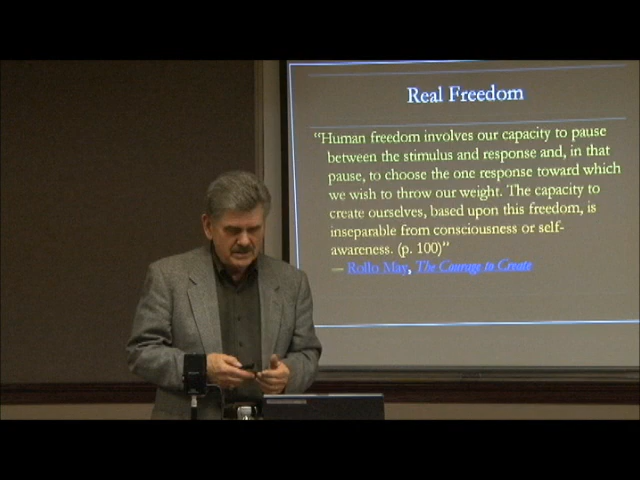 Real Freedom
“Human freedom involves our capacity to pause
between the stimulus and response and, in that
pause, to choose the one response toward which
we wish to throw our weight. The capacity to
create ourselves, based upon this freedom, is
inseparable from consciousness or self-
awareness. (p. 100)”
— Rollo May, The Courage to Create